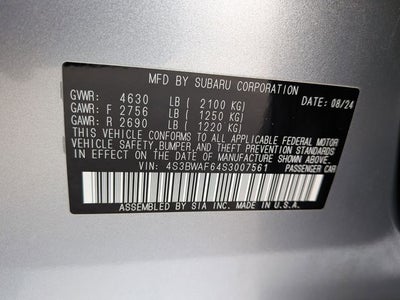 MFD BY SUBARU CORPORATION
GVWR: 4630 LB ( 2100 KG) DATE: 08/24
GAWR: F 2756 LB ( 1250 KG)
GAWR: R 2690 LB ( 1220 KG)
THIS VEHICLE CONFORMS TO ALL APPLICABLE FEDERAL MOTOR
VEHICLE SAFETY, BUMPER, AND THEFT PREVENTION STANDARDS
IN EFFECT ON THE DATE OF MANUFACTURE SHOWN ABOVE.
VIN: 4S3BWAF64S3007561 PASSENGER CAR
ASSEMBLED BY SIA INC. MADE IN U.S.A.